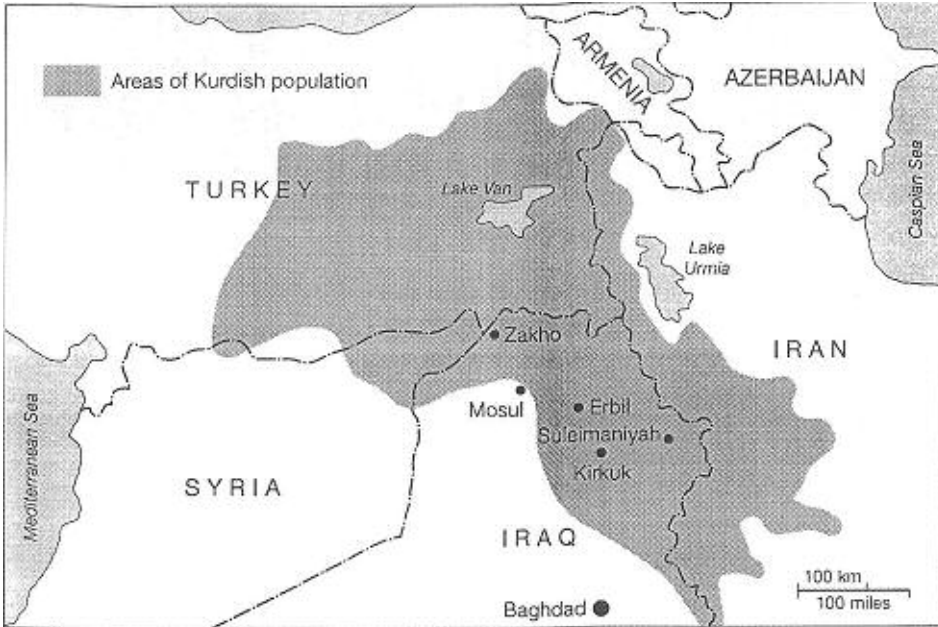 Areas of Kurdish population
ARMENIA
AZERBAIJAN
TURKEY
Lake Van
Caspian Sea
Lake
Urmia
Zakho
IRAN
Mosul
Erbil
Suleimaniyah
Kirkuk
Mediterranean Sea
SYRIA
IRAQ
100 km
100 miles
Baghdad